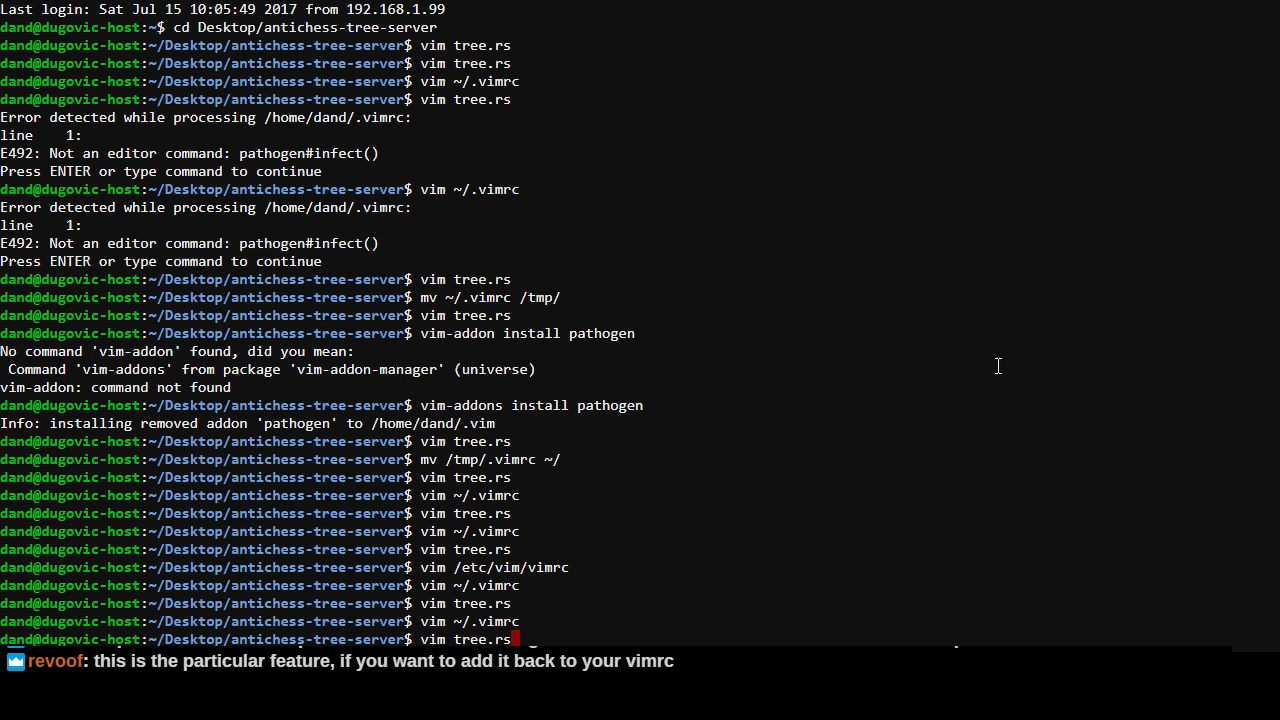 Last login: Sat Jul 15 10:05:49 2017 from 192.168.1.99
dand@dugovic-host:~$ cd Desktop/antichess-tree-server
dand@dugovic-host:~/Desktop/antichess-tree-server$ vim tree.rs
dand@dugovic-host:~/Desktop/antichess-tree-server$ vim tree.rs
dand@dugovic-host:~/Desktop/antichess-tree-server$ vim ~/.vimrc
dand@dugovic-host:~/Desktop/antichess-tree-server$ vim tree.rs
Error detected while processing /home/dand/.vimrc:
line    1:
E492: Not an editor command: pathogen#infect()
Press ENTER or type command to continue
dand@dugovic-host:~/Desktop/antichess-tree-server$ vim ~/.vimrc
Error detected while processing /home/dand/.vimrc:
line    1:
E492: Not an editor command: pathogen#infect()
Press ENTER or type command to continue
dand@dugovic-host:~/Desktop/antichess-tree-server$ vim tree.rs
dand@dugovic-host:~/Desktop/antichess-tree-server$ mv ~/.vimrc /tmp/
dand@dugovic-host:~/Desktop/antichess-tree-server$ vim tree.rs
dand@dugovic-host:~/Desktop/antichess-tree-server$ vim-addon install pathogen
No command 'vim-addon' found, did you mean:
 Command 'vim-addons' from package 'vim-addon-manager' (universe)
vim-addon: command not found
dand@dugovic-host:~/Desktop/antichess-tree-server$ vim-addons install pathogen
Info: installing removed addon 'pathogen' to /home/dand/.vim
dand@dugovic-host:~/Desktop/antichess-tree-server$ vim tree.rs
dand@dugovic-host:~/Desktop/antichess-tree-server$ mv /tmp/.vimrc ~/
dand@dugovic-host:~/Desktop/antichess-tree-server$ vim tree.rs
dand@dugovic-host:~/Desktop/antichess-tree-server$ vim ~/.vimrc
dand@dugovic-host:~/Desktop/antichess-tree-server$ vim tree.rs
dand@dugovic-host:~/Desktop/antichess-tree-server$ vim ~/.vimrc
dand@dugovic-host:~/Desktop/antichess-tree-server$ vim tree.rs
dand@dugovic-host:~/Desktop/antichess-tree-server$ vim /etc/vim/vimrc
dand@dugovic-host:~/Desktop/antichess-tree-server$ vim ~/.vimrc
dand@dugovic-host:~/Desktop/antichess-tree-server$ vim tree.rs
dand@dugovic-host:~/Desktop/antichess-tree-server$ vim ~/.vimrc
dand@dugovic-host:~/Desktop/antichess-tree-server$ vim tree.rs
revoof: this is the particular feature, if you want to add it back to your vimrc